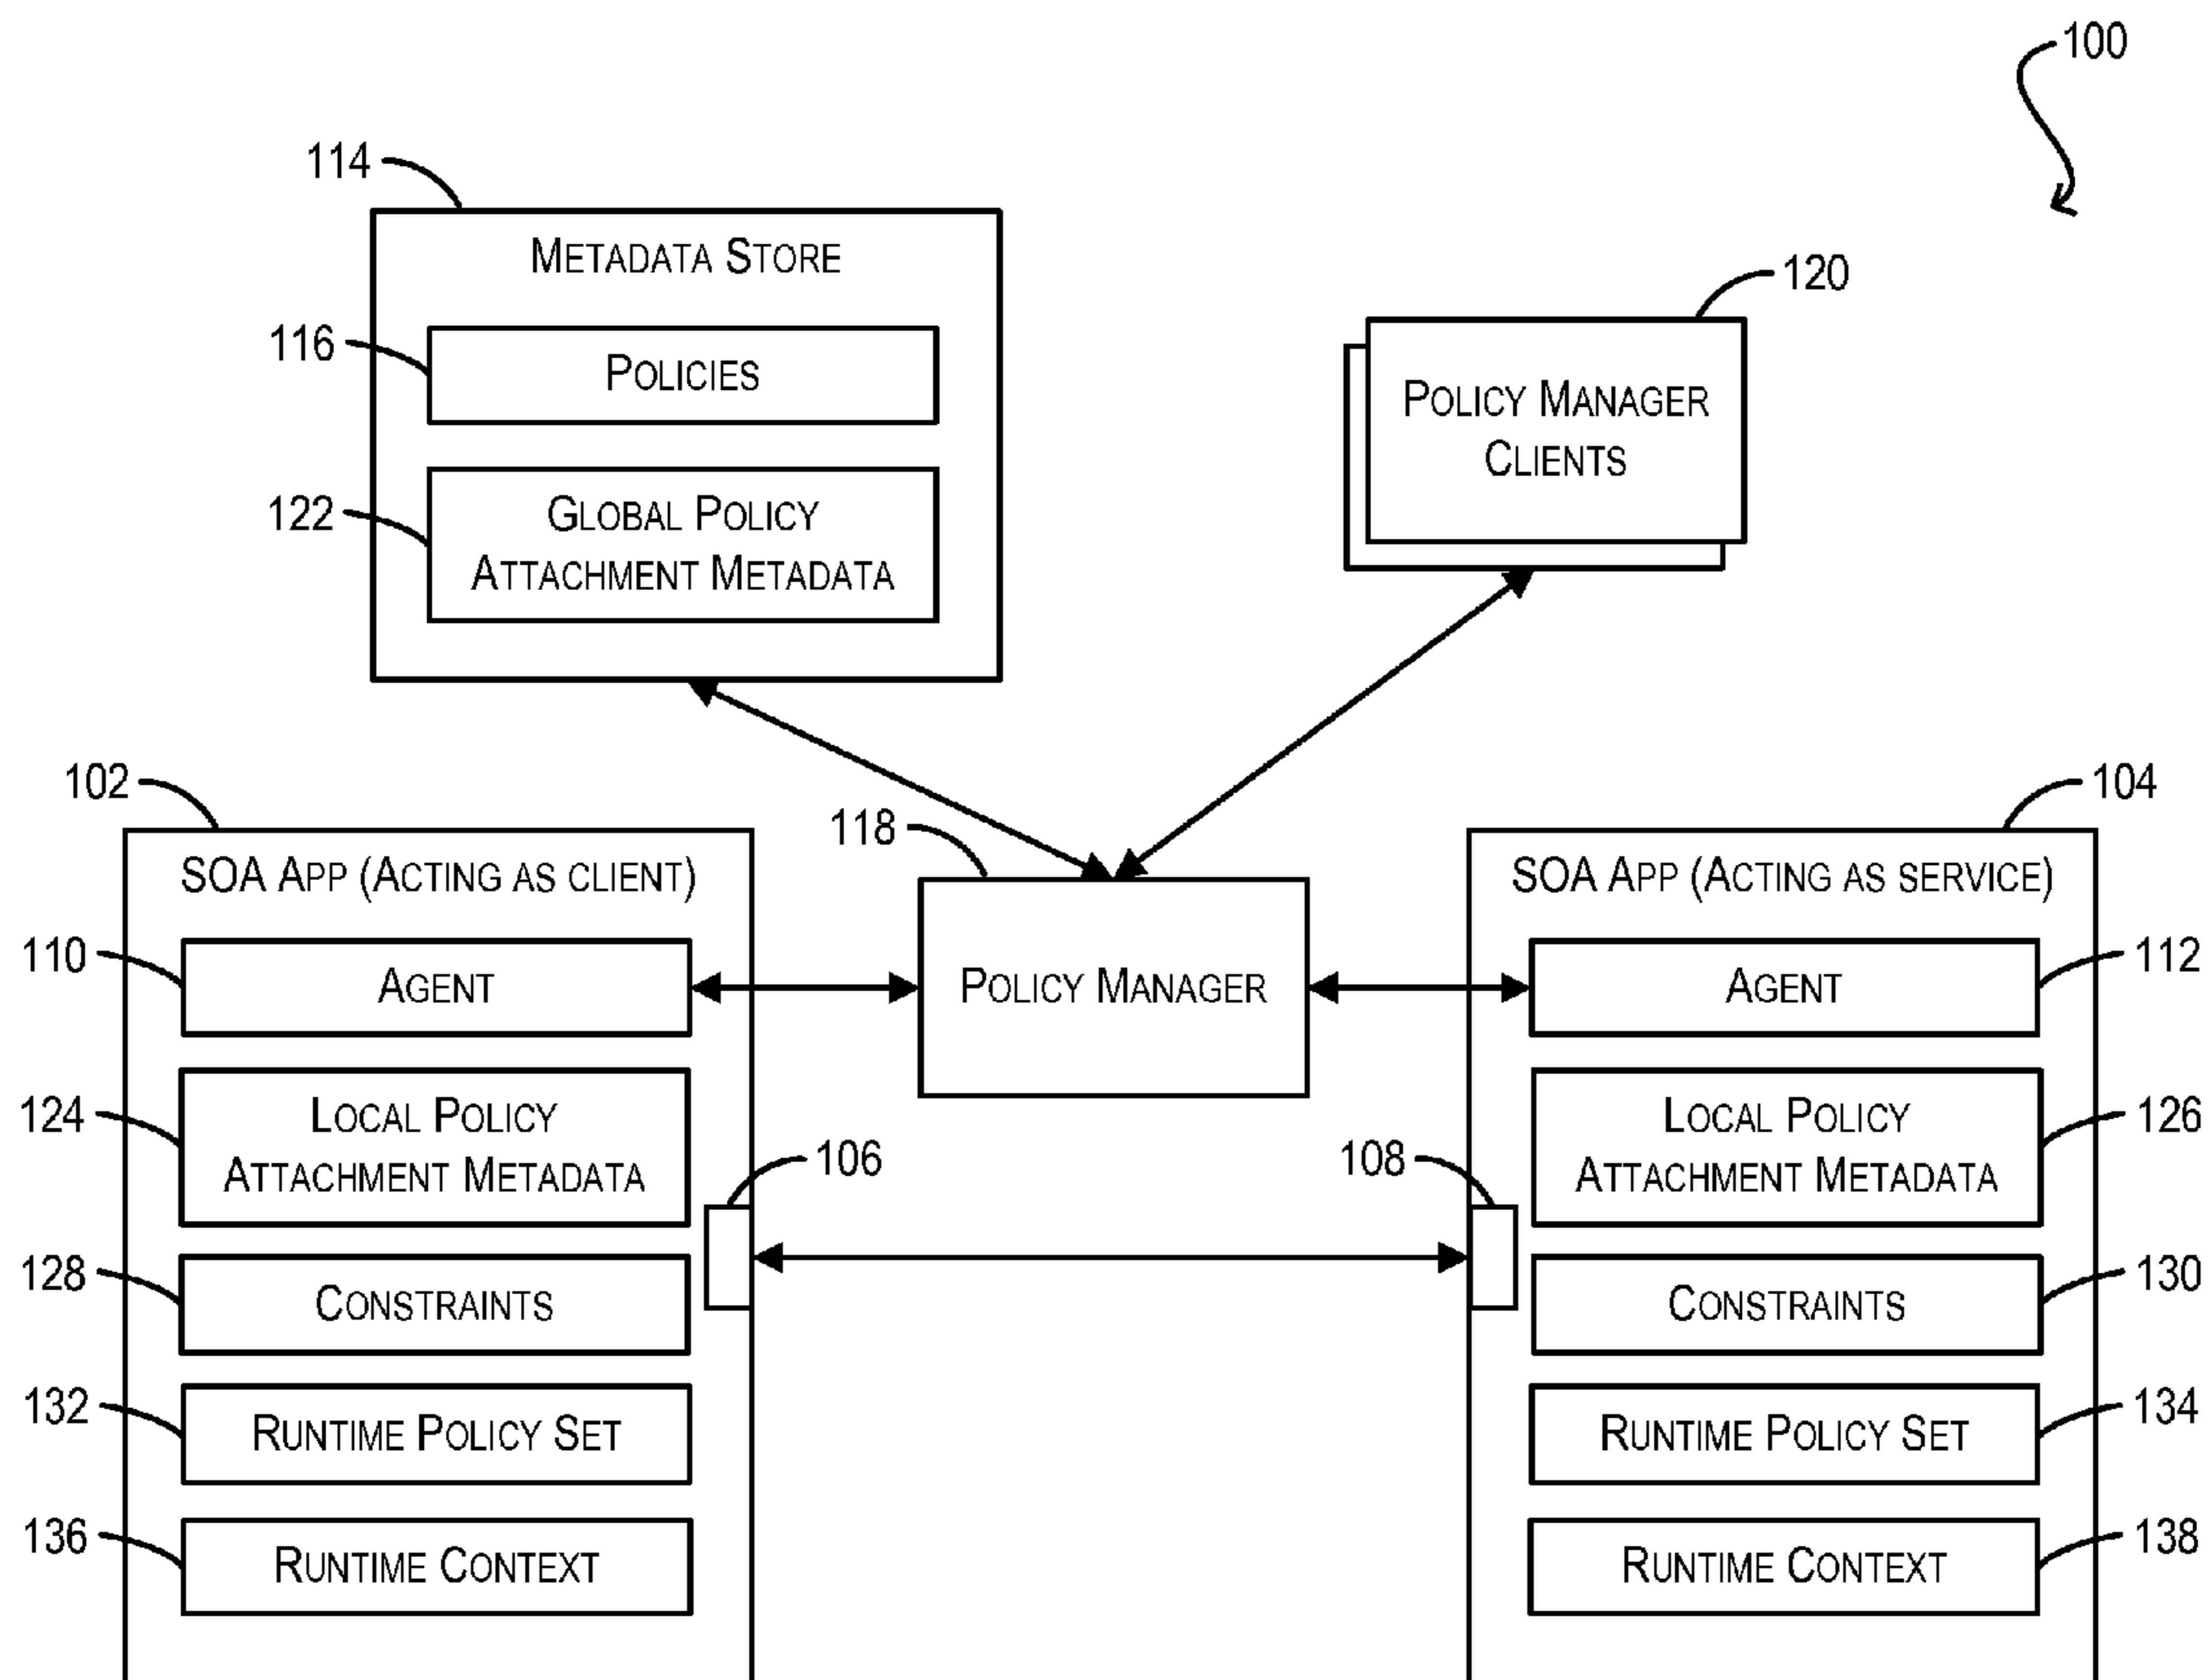 100
114
METADATA STORE
120
116
POLICIES
POLICY MANAGER
CLIENTS
122
GLOBAL POLICY
ATTACHMENT METADATA
102
118
104
SOA APP (ACTING AS CLIENT)
SOA APP (ACTING AS SERVICE)
110
AGENT
POLICY MANAGER
AGENT
112
124
LOCAL POLICY
ATTACHMENT METADATA
106
108
LOCAL POLICY
ATTACHMENT METADATA
126
128
CONSTRAINTS
CONSTRAINTS
130
132
RUNTIME POLICY SET
RUNTIME POLICY SET
134
136
RUNTIME CONTEXT
RUNTIME CONTEXT
138